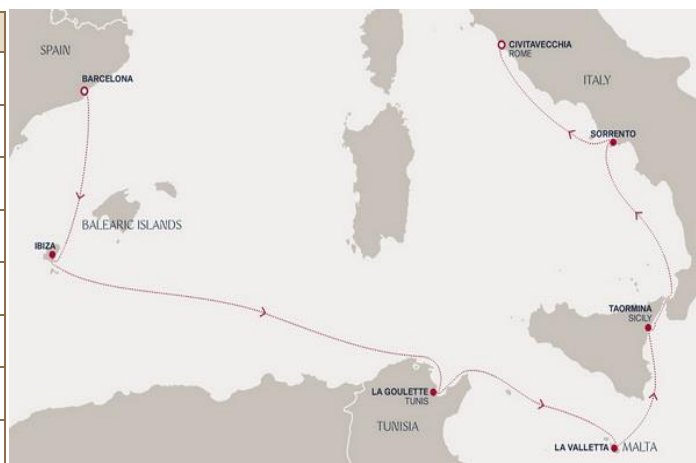 SPAIN
BARCELONA
BALEARIC ISLANDS
IBIZA
CIVITAVECCHIA
ROME
ITALY
SORRENTO
TAORMINA
SICILY
LA GOULETTE
TUNIS
TUNISIA
LA VALLETTA MALTA